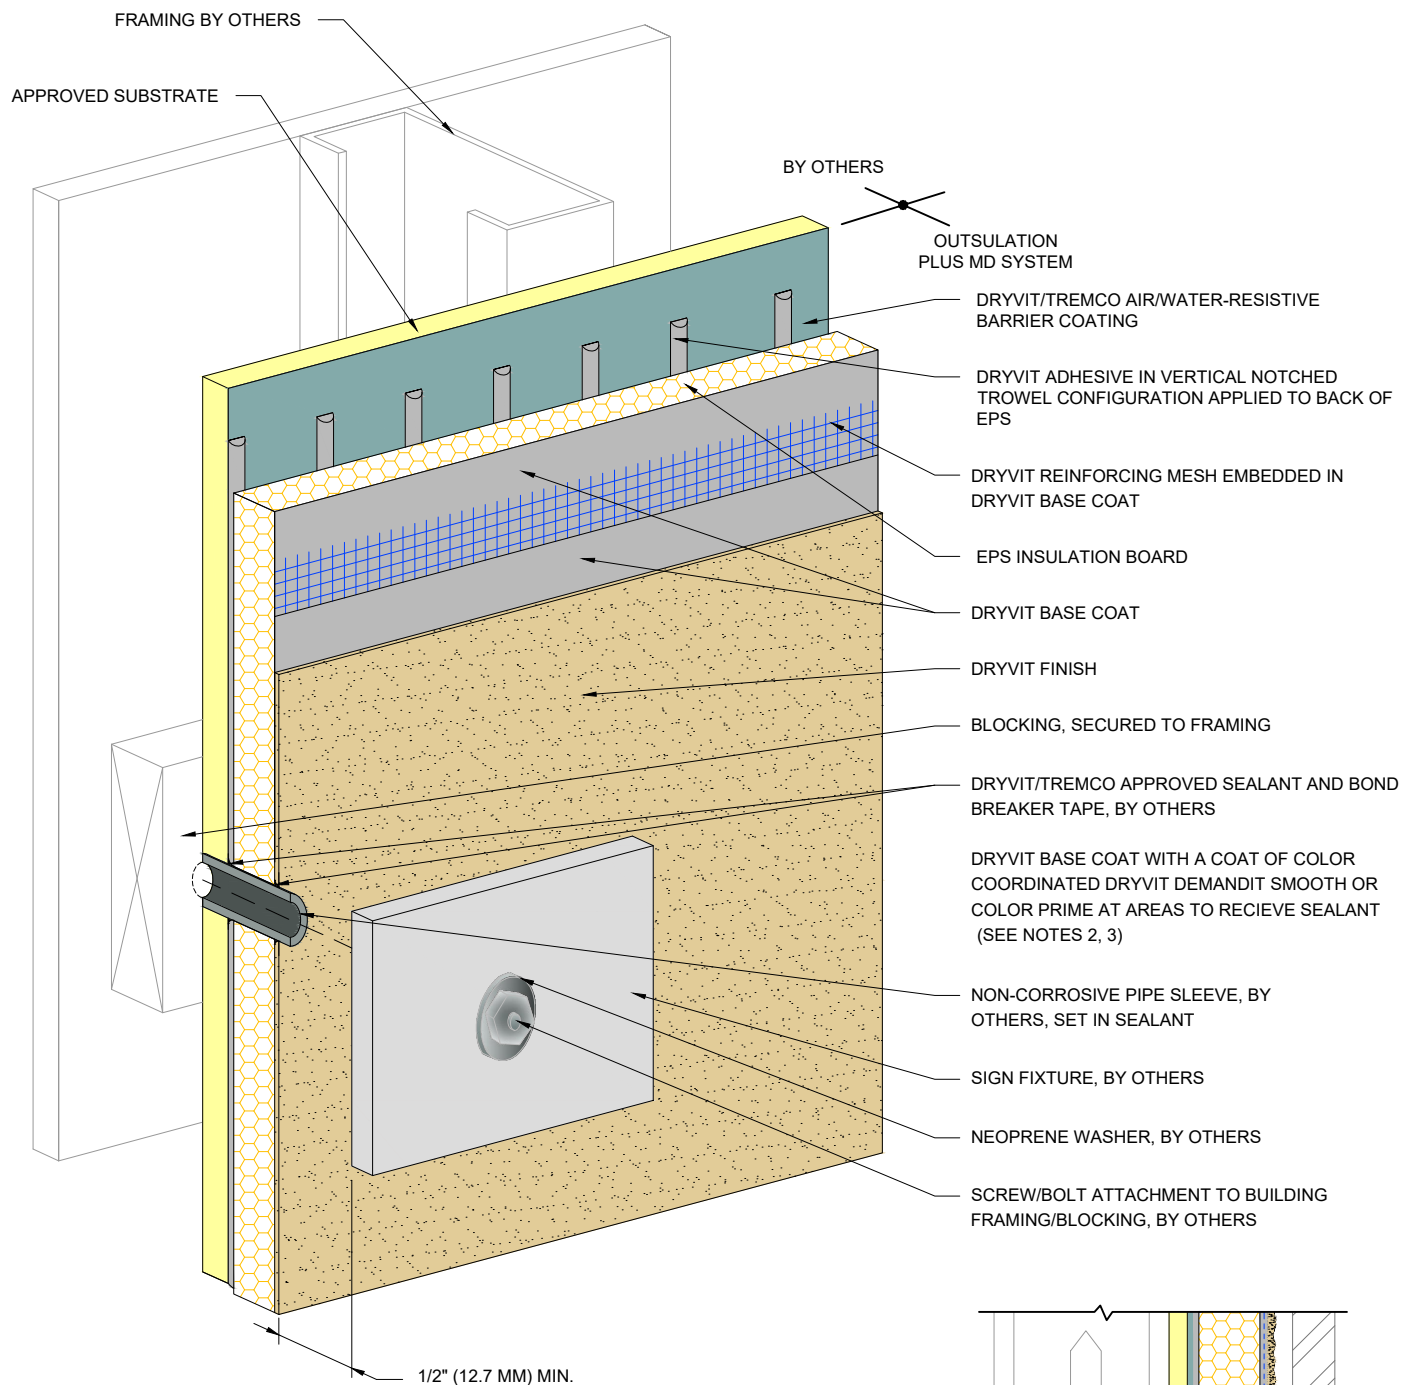 FRAMING BY OTHERS
APPROVED SUBSTRATE
BY OTHERS
OUTSULATION
PLUS MD SYSTEM
DRYVIT/TREMCO AIR/WATER-RESISTIVE
BARRIER COATING
DRYVIT ADHESIVE IN VERTICAL NOTCHED
TROWEL CONFIGURATION APPLIED TO BACK OF
EPS
DRYVIT REINFORCING MESH EMBEDDED IN
DRYVIT BASE COAT
EPS INSULATION BOARD
DRYVIT BASE COAT
DRYVIT FINISH
BLOCKING, SECURED TO FRAMING
DRYVIT/TREMCO APPROVED SEALANT AND BOND
BREAKER TAPE, BY OTHERS
DRYVIT BASE COAT WITH A COAT OF COLOR
COORDINATED DRYVIT DEMANDIT SMOOTH OR
COLOR PRIME AT AREAS TO RECIEVE SEALANT
(SEE NOTES 2, 3)
NON-CORROSIVE PIPE SLEEVE, BY
OTHERS, SET IN SEALANT
SIGN FIXTURE, BY OTHERS
NEOPRENE WASHER, BY OTHERS
SCREW/BOLT ATTACHMENT TO BUILDING
FRAMING/BLOCKING, BY OTHERS
1/2" (12.7 MM) MIN.